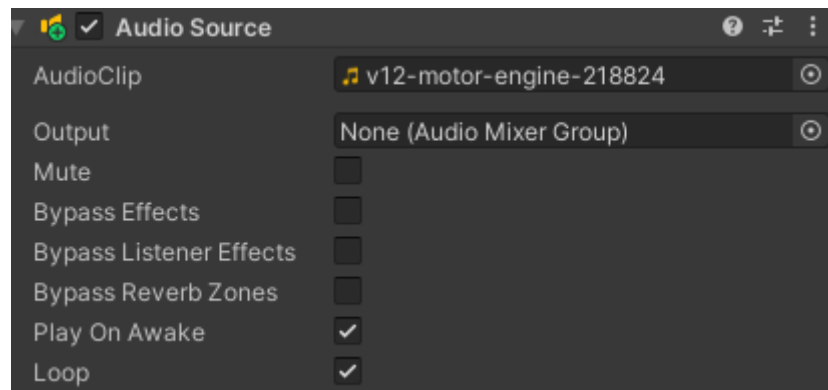 Audio Source
AudioClip v12-motor-engine-218824
Output None (Audio Mixer Group)
Mute
Bypass Effects
Bypass Listener Effects
Bypass Reverb Zones
Play On Awake
Loop